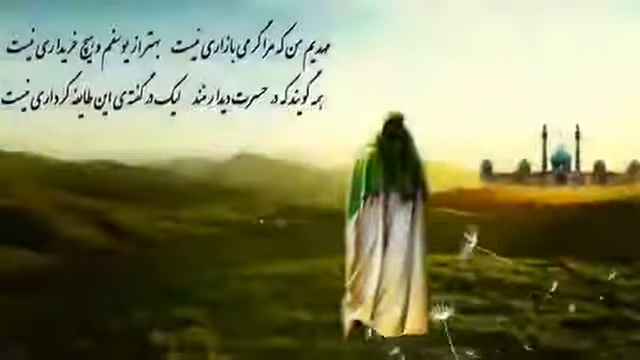 مهدیم من که مرا گرمی بازاری نیست بهتر از یوسفم و هیچ خریداری نیست
همه گویند که در حسرت دیدار منند لیک در گفته ی این طایفه کرداری نیست